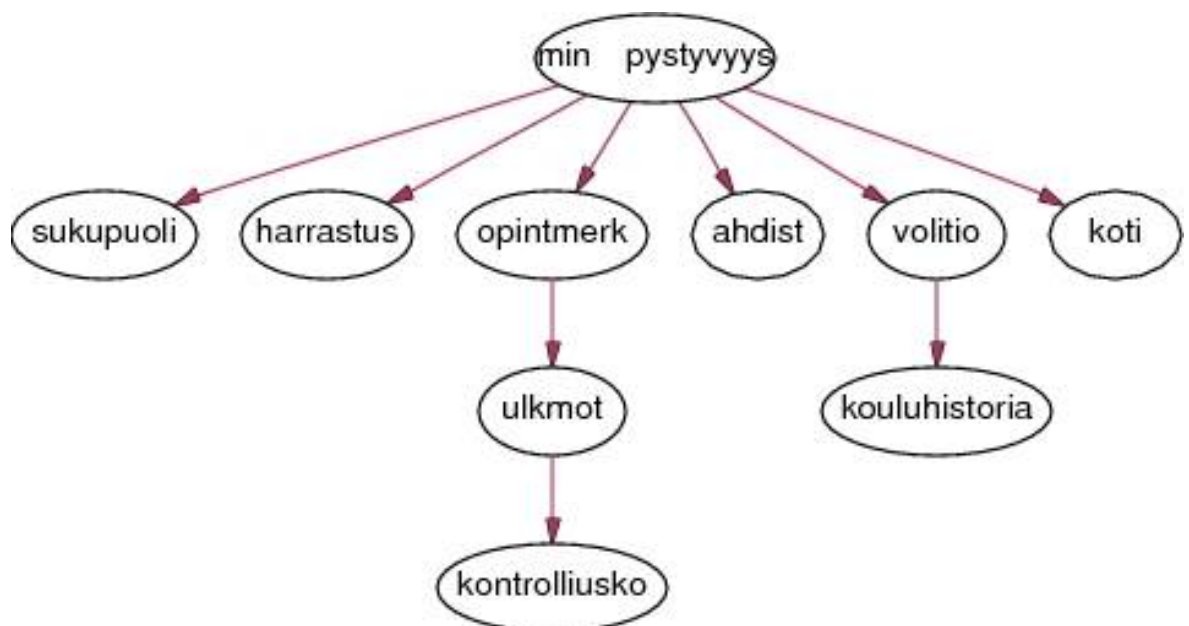 min pystyvyys
sukupuoli harrastus opintmerk ahdist volitio koti
ulkmot kouluhistoria
kontrolliusko